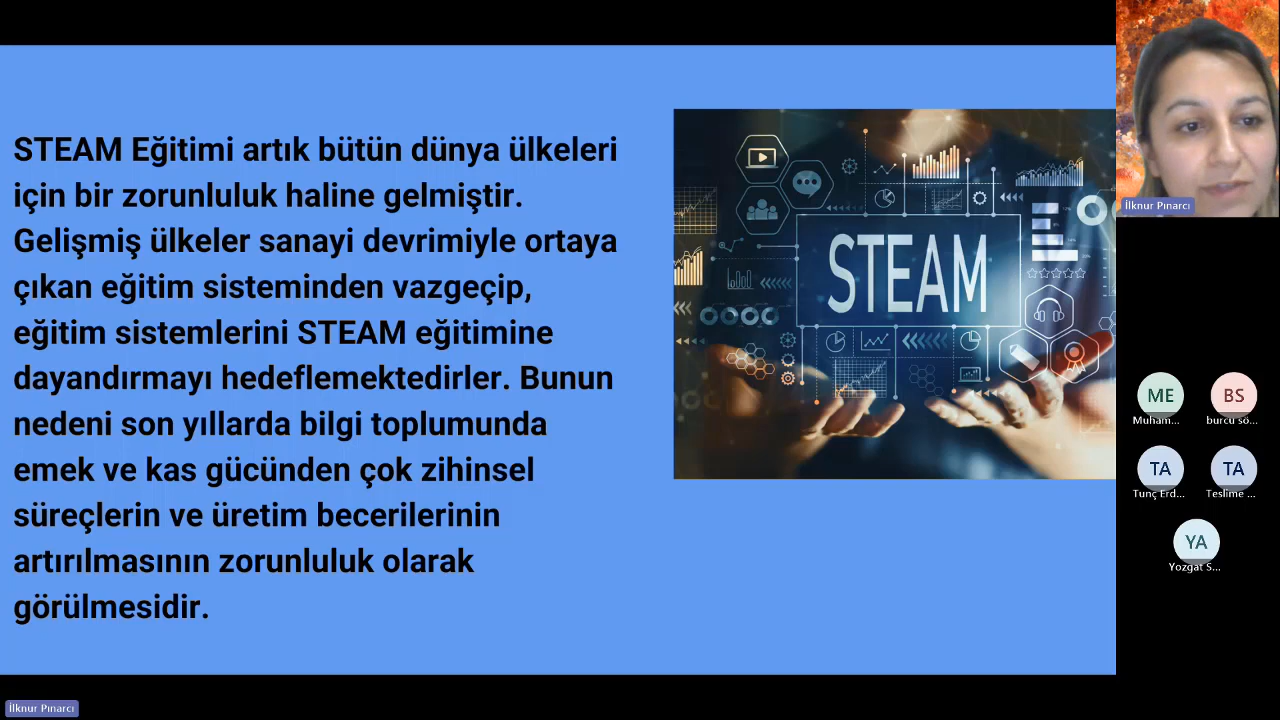 STEAM Eğitimi artık bütün dünya ülkeleri
için bir zorunluluk haline gelmiştir.
Gelişmiş ülkeler sanayi devrimiyle ortaya
çıkan eğitim sisteminden vazgeçip,
eğitim sistemlerini STEAM eğitimine
dayandırmayı hedeflemektedirler. Bunun
nedeni son yıllarda bilgi toplumunda
emek ve kas gücünden çok zihinsel
süreçlerin ve üretim becerilerinin
artırılmasının zorunluluk olarak
görülmesidir.
STEAM
İlknur Pınarcı
ME
Muham...
BS
burcu sö...
TA
Tunç Erd...
TA
Teslime ...
YA
Yozgat S...
İlknur Pınarcı